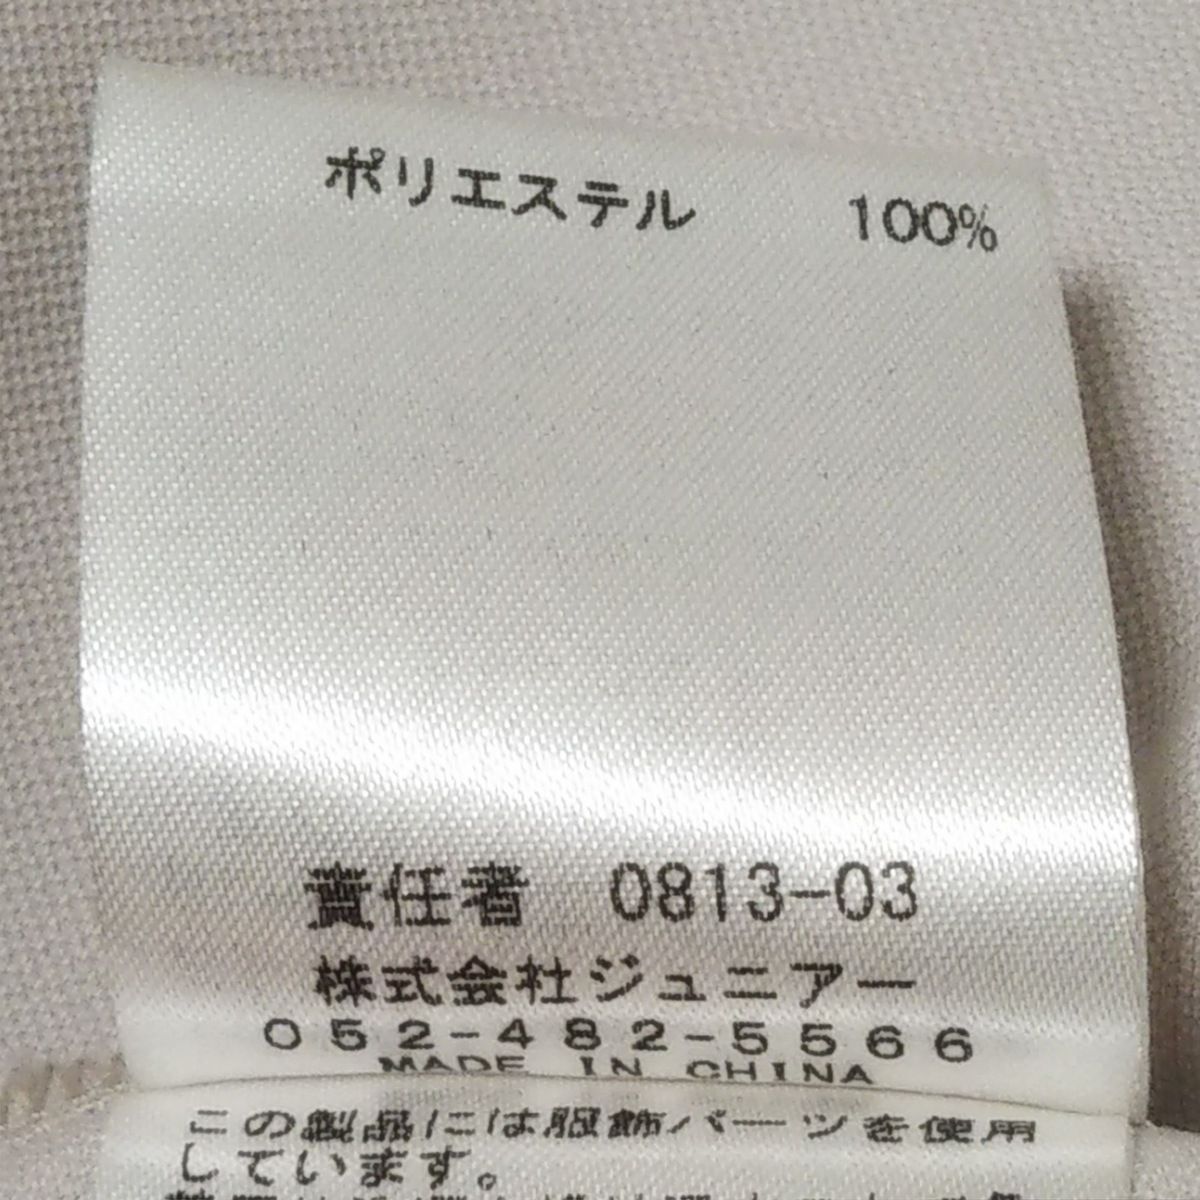 ポリエステル 100%
責任者 0813-03
株式会社ジュニアー
052-482-5566
MADE IN CHINA
この製品には服飾パーツを使用
しています。